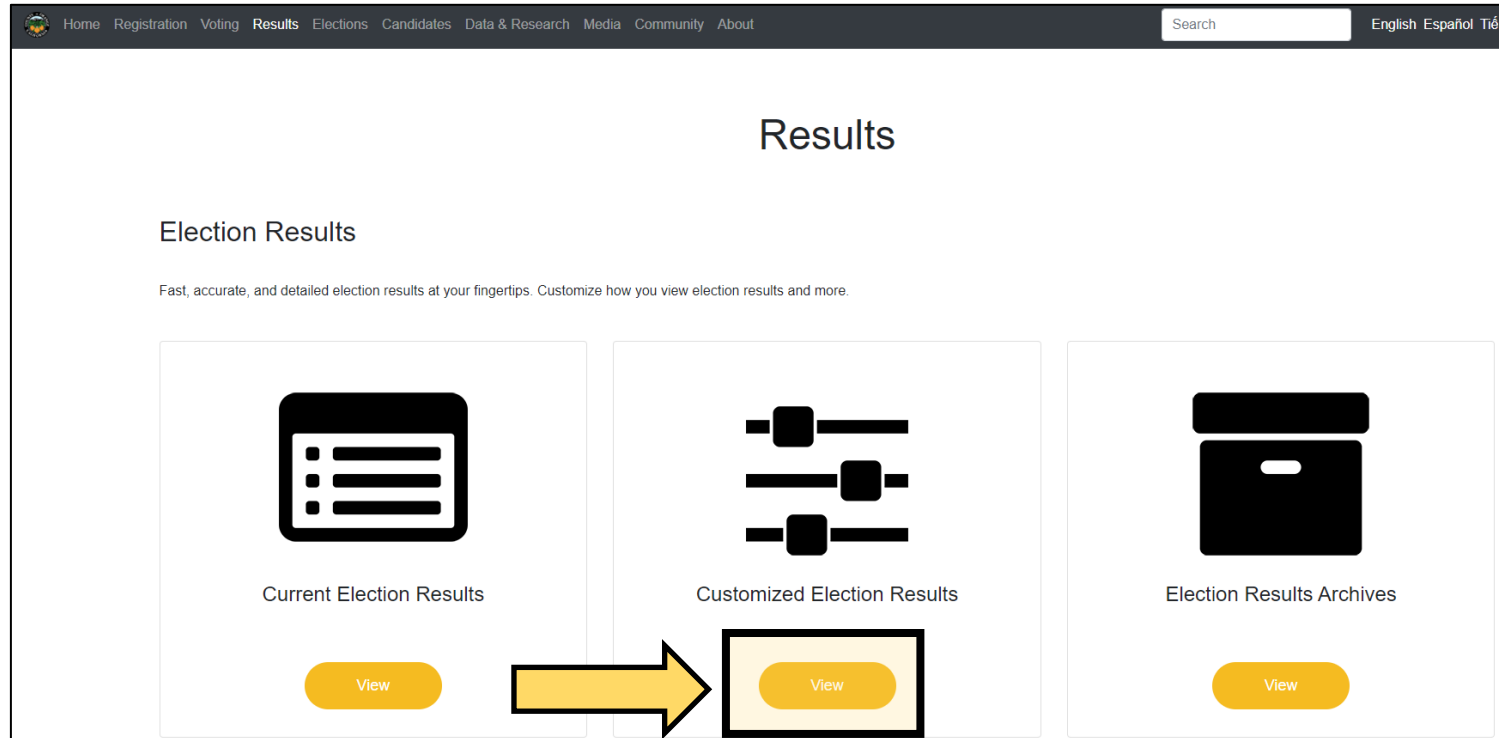 Home Registration Voting Results Elections Candidates Data & Research Media Community About Search English Español Tiế
Results
Election Results
Fast, accurate, and detailed election results at your fingertips. Customize how you view election results and more.
Current Election Results Customized Election Results Election Results Archives
View View View